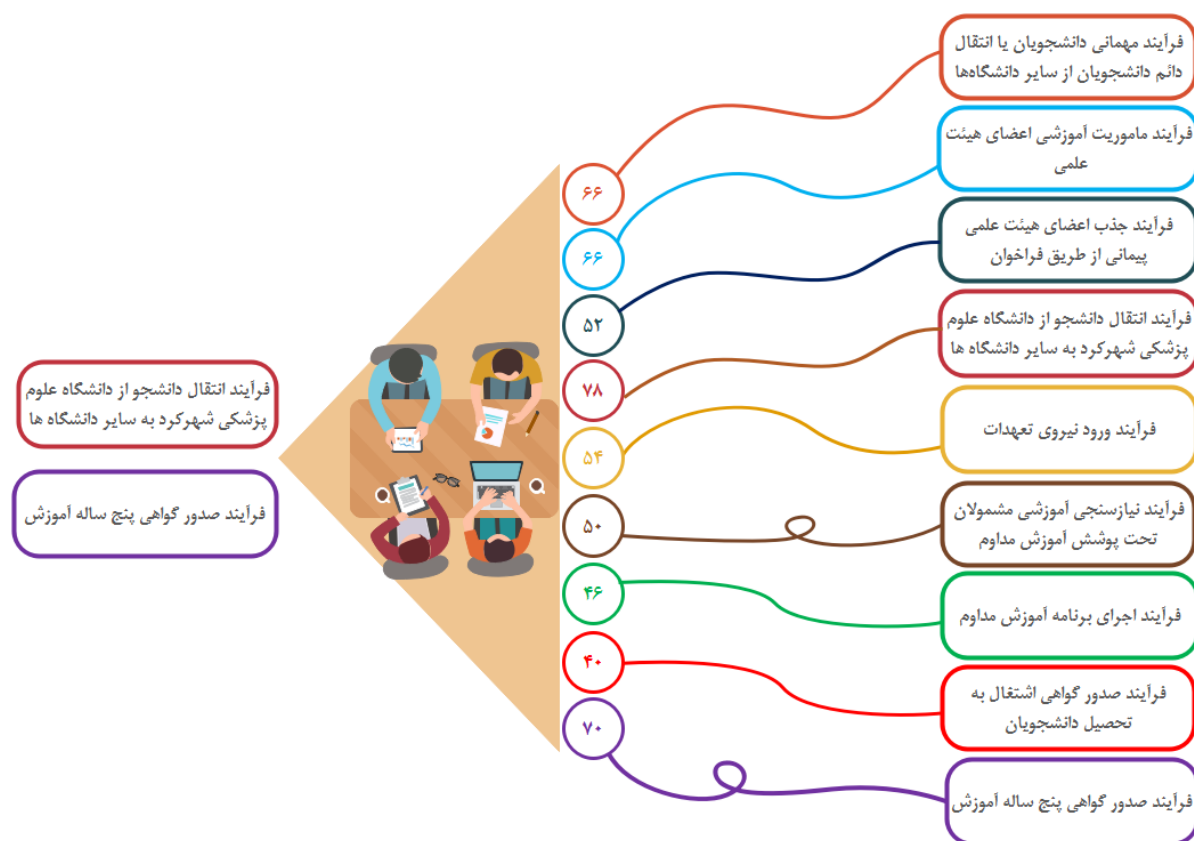 فرآیند مهمانی دانشجویان یا انتقال
دائم دانشجویان از سایر دانشگاه‌ها
۶۶
فرآیند ماموریت آموزشی اعضای هیئت
علمی
۶۶
فرآیند جذب اعضای هیئت علمی
پیمانی از طریق فراخوان
۵۲
فرآیند انتقال دانشجو از دانشگاه علوم
پزشکی شهرکرد به سایر دانشگاه ها
۷۸
فرآیند ورود نیروی تعهدات
۵۴
فرآیند نیازسنجی آموزشی مشمولان
تحت پوشش آموزش مداوم
۵۰
فرآیند اجرای برنامه آموزش مداوم
۴۶
فرآیند صدور گواهی اشتغال به
تحصیل دانشجویان
۴۰
فرآیند صدور گواهی پنج ساله آموزش
۷۰
فرآیند انتقال دانشجو از دانشگاه علوم
پزشکی شهرکرد به سایر دانشگاه ها
فرآیند صدور گواهی پنج ساله آموزش